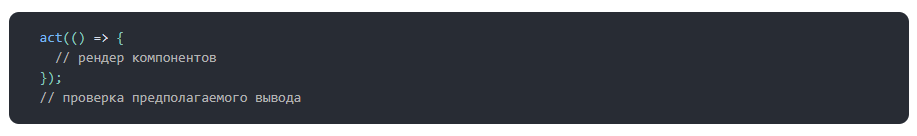 act(() => {
  // рендер компонентов
});
// проверка предполагаемого вывода